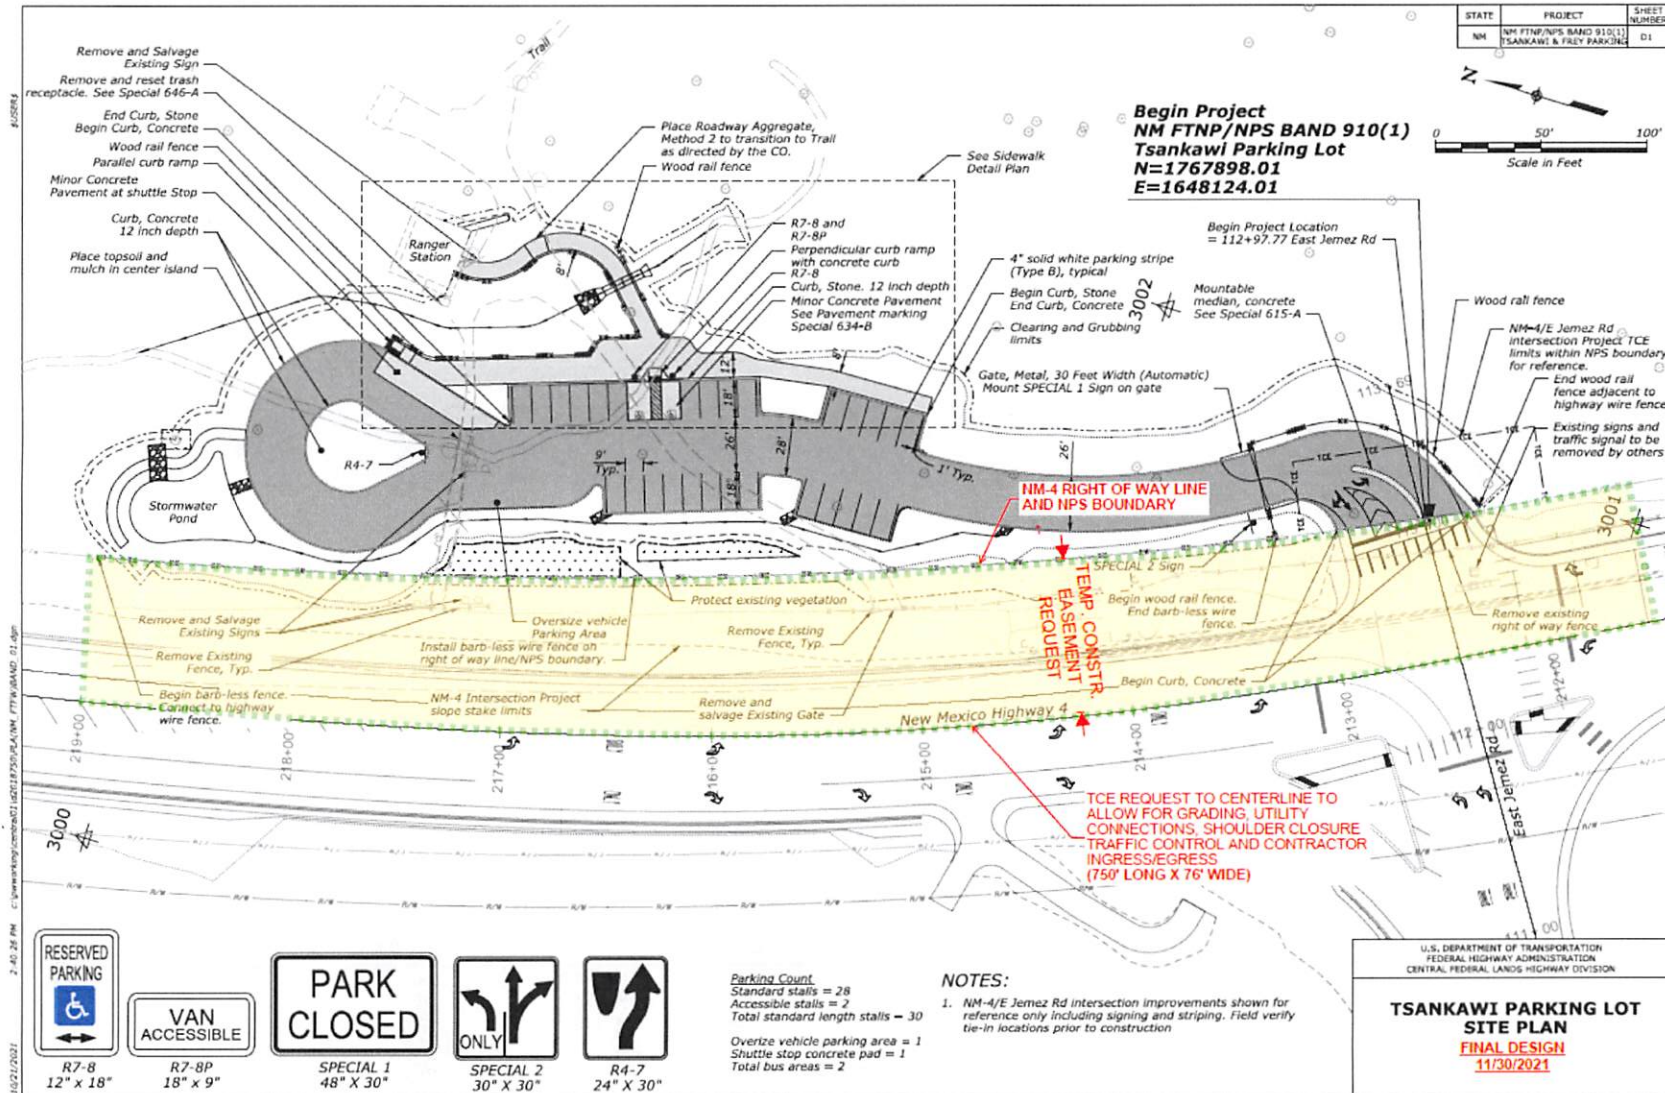 STATE
PROJECT
SHEET NUMBER
NM
NM FTNP/NPS BAND 910(1)
TSANKAWI & FREY PARKING
D1
N
0 50' 100'
Scale in Feet
Begin Project
NM FTNP/NPS BAND 910(1)
Tsankawi Parking Lot
N=1767898.01
E=1648124.01
Begin Project Location
= 112+97.77 East Jemez Rd
Trail
Remove and Salvage
Existing Sign
Remove and reset trash
receptacle. See Special 646-A
End Curb, Stone
Begin Curb, Concrete
Wood rail fence
Parallel curb ramp
Minor Concrete
Pavement at shuttle Stop
Curb, Concrete
12 inch depth
Place topsoil and
mulch in center island
Ranger
Station
Place Roadway Aggregate,
Method 2 to transition to Trail
as directed by the CO.
Wood rail fence
See Sidewalk
Detail Plan
R7-8 and
R7-8P
Perpendicular curb ramp
with concrete curb
R7-8
Curb, Stone. 12 inch depth
Minor Concrete Pavement
See Pavement marking
Special 634-B
4" solid white parking stripe
(Type B), typical
Begin Curb, Stone
End Curb, Concrete
Clearing and Grubbing
limits
3002
Mountable
median, concrete
See Special 615-A
Gate, Metal, 30 Feet Width (Automatic)
Mount SPECIAL 1 Sign on gate
Wood rail fence
NM-4/E Jemez Rd
intersection Project TCE
limits within NPS boundary
for reference.
End wood rail
fence adjacent to
highway wire fence
Existing signs and
traffic signal to be
removed by others
8'
12'
18'
26'
28'
18'
9'
Typ.
8'
1' Typ.
26'
R4-7
Stormwater
Pond
NM-4 RIGHT OF WAY LINE
AND NPS BOUNDARY
TEMP. CONSTR.
EASEMENT
REQUEST
3001
SPECIAL 2 Sign
Begin wood rail fence.
End barb-less wire
fence.
Remove existing
right of way fence
Protect existing vegetation
Remove and Salvage
Existing Signs
Oversize vehicle
Parking Area
Remove Existing
Fence, Typ.
Install barb-less wire fence on
right of way line/NPS boundary.
Remove Existing
Fence, Typ.
Begin barb-less fence.
Connect to highway
wire fence.
NM-4 Intersection Project
slope stake limits
Remove and
salvage Existing Gate
Begin Curb, Concrete
New Mexico Highway 4
219+00
218+00
217+00
216+00
215+00
214+00
213+00
212+00
East Jemez Rd
3000
TCE REQUEST TO CENTERLINE TO
ALLOW FOR GRADING, UTILITY
CONNECTIONS, SHOULDER CLOSURE
TRAFFIC CONTROL AND CONTRACTOR
INGRESS/EGRESS
(750' LONG X 76' WIDE)
RESERVED
PARKING
R7-8
12" x 18"
VAN
ACCESSIBLE
R7-8P
18" x 9"
PARK
CLOSED
SPECIAL 1
48" X 30"
ONLY
SPECIAL 2
30" X 30"
R4-7
24" X 30"
Parking Count
Standard stalls = 28
Accessible stalls = 2
Total standard length stalls = 30
Overize vehicle parking area = 1
Shuttle stop concrete pad = 1
Total bus areas = 2
NOTES:
1. NM-4/E Jemez Rd intersection improvements shown for
reference only including signing and striping. Field verify
tie-in locations prior to construction
U.S. DEPARTMENT OF TRANSPORTATION
FEDERAL HIGHWAY ADMINISTRATION
CENTRAL FEDERAL LANDS HIGHWAY DIVISION
TSANKAWI PARKING LOT
SITE PLAN
FINAL DESIGN
11/30/2021
$USER$
10/21/2021
2:40:26 PM